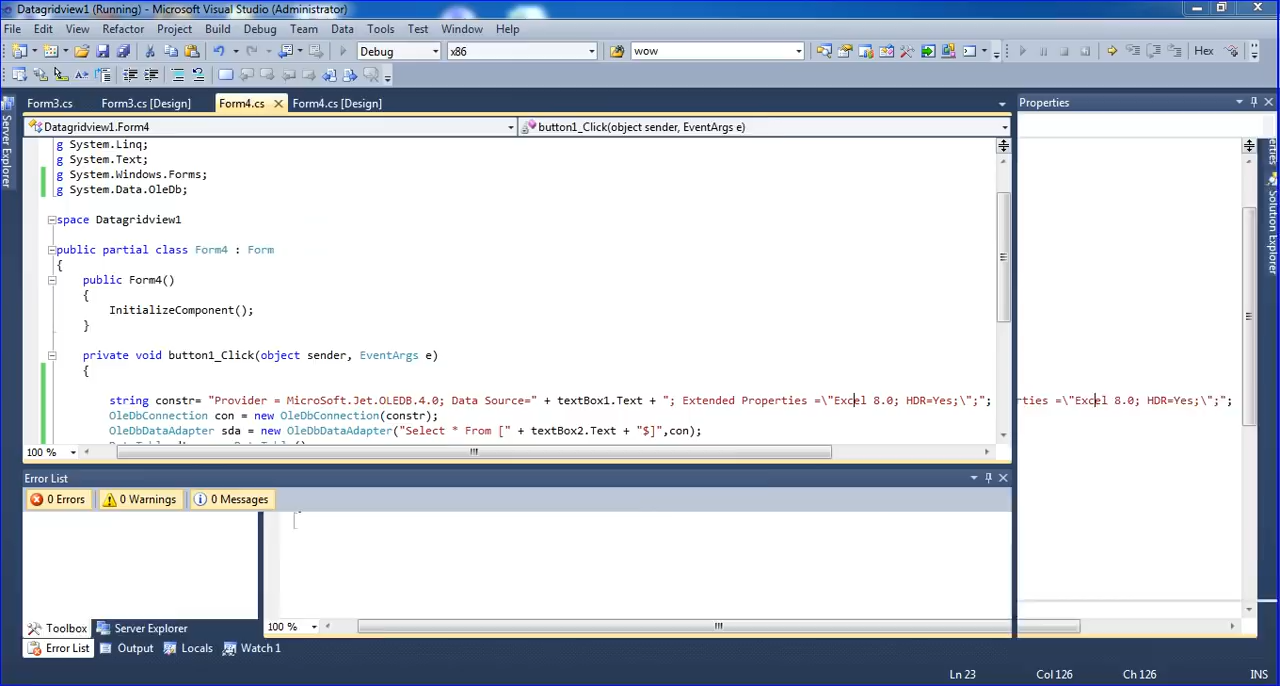 Datagridview1 (Running) - Microsoft Visual Studio (Administrator)
File Edit View Refactor Project Build Debug Team Data Tools Test Window Help
Debug x86 wow Hex
Form3.cs Form3.cs [Design] Form4.cs Form4.cs [Design] Properties
Datagridview1.Form4 button1_Click(object sender, EventArgs e)
Server Explorer
Solution Explorer
g System.Linq;
g System.Text;
g System.Windows.Forms;
g System.Data.OleDb;
space Datagridview1
public partial class Form4 : Form
{
public Form4()
{
InitializeComponent();
}
private void button1_Click(object sender, EventArgs e)
{
string constr= "Provider = MicroSoft.Jet.OLEDB.4.0; Data Source=" + textBox1.Text + "; Extended Properties =\"Excel 8.0; HDR=Yes;\";"; rties =\"Excel 8.0; HDR=Yes;\";";
OleDbConnection con = new OleDbConnection(constr);
OleDbDataAdapter sda = new OleDbDataAdapter("Select * From [" + textBox2.Text + "$]",con);
100 %
Error List
0 Errors 0 Warnings 0 Messages
100 %
Toolbox Server Explorer
Error List Output Locals Watch 1
Ln 23 Col 126 Ch 126 INS